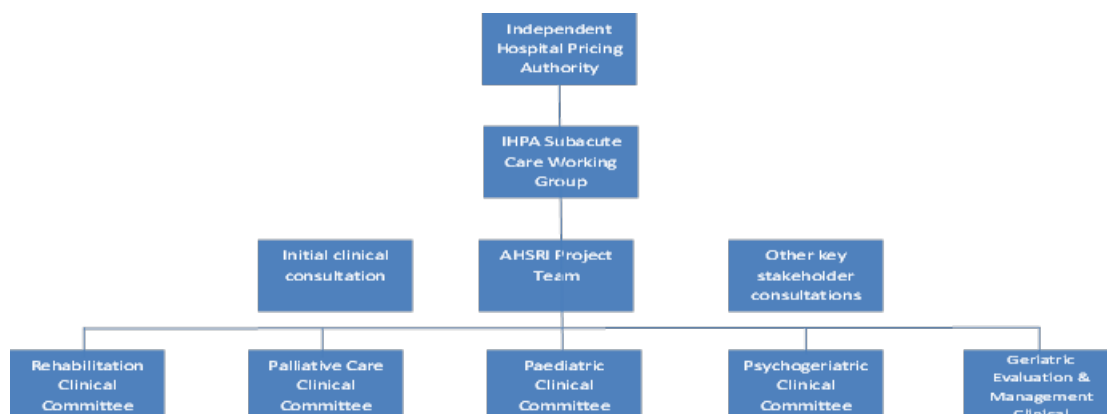 Independent
Hospital Pricing
Authority
IHPA Subacute
Care Working
Group
Initial clinical
consultation
AHSRI Project
Team
Other key
stakeholder
consultations
Rehabilitation
Clinical
Committee
Palliative Care
Clinical
Committee
Paediatric
Clinical
Committee
Psychogeriatric
Clinical
Committee
Geriatric
Evaluation &
Management
Clinical